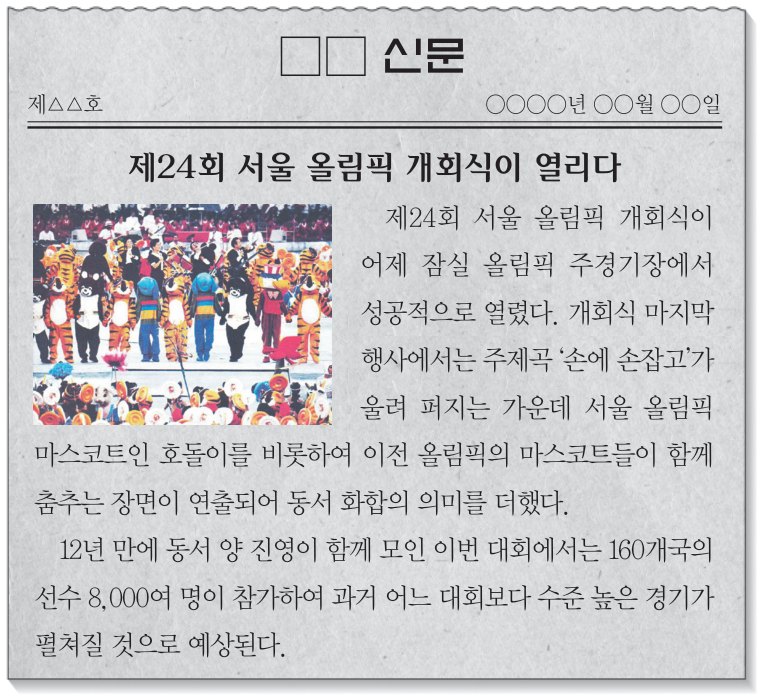 □□ 신문
제△△호 ○○○○년 ○○월 ○○일
제24회 서울 올림픽 개회식이 열리다
제24회 서울 올림픽 개회식이
어제 잠실 올림픽 주경기장에서
성공적으로 열렸다. 개회식 마지막
행사에서는 주제곡 ‘손에 손잡고’가
울려 퍼지는 가운데 서울 올림픽
마스코트인 호돌이를 비롯하여 이전 올림픽의 마스코트들이 함께
춤추는 장면이 연출되어 동서 화합의 의미를 더했다.
12년 만에 동서 양 진영이 함께 모인 이번 대회에서는 160개국의
선수 8,000여 명이 참가하여 과거 어느 대회보다 수준 높은 경기가
펼쳐질 것으로 예상된다.